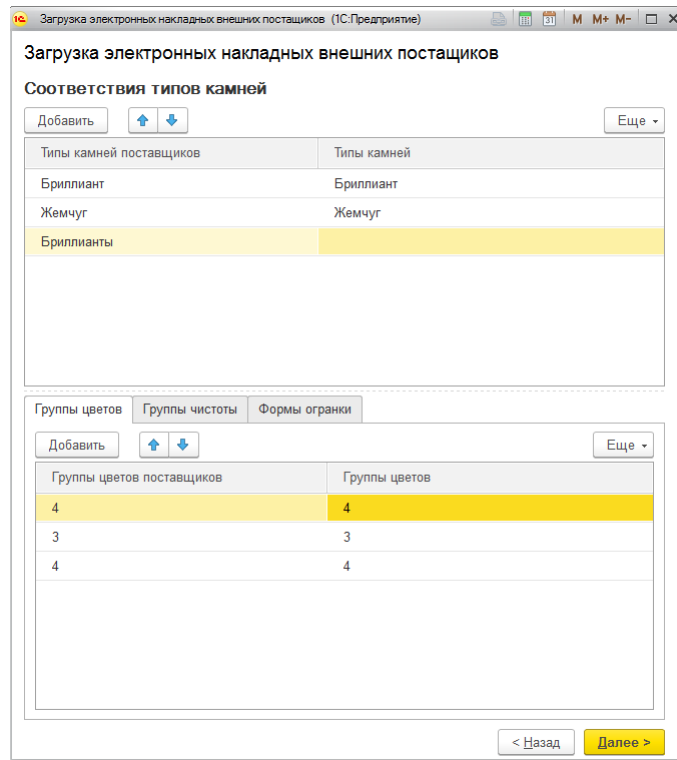 Загрузка электронных накладных внешних постащиков (1С:Предприятие) 31 M M+ M-
Загрузка электронных накладных внешних постащиков
Соответствия типов камней
Добавить Еще
Типы камней поставщиков Типы камней
Бриллиант Бриллиант
Жемчуг Жемчуг
Бриллианты
Группы цветов Группы чистоты Формы огранки
Добавить Еще
Группы цветов поставщиков Группы цветов
4 4
3 3
4 4
< Назад Далее >